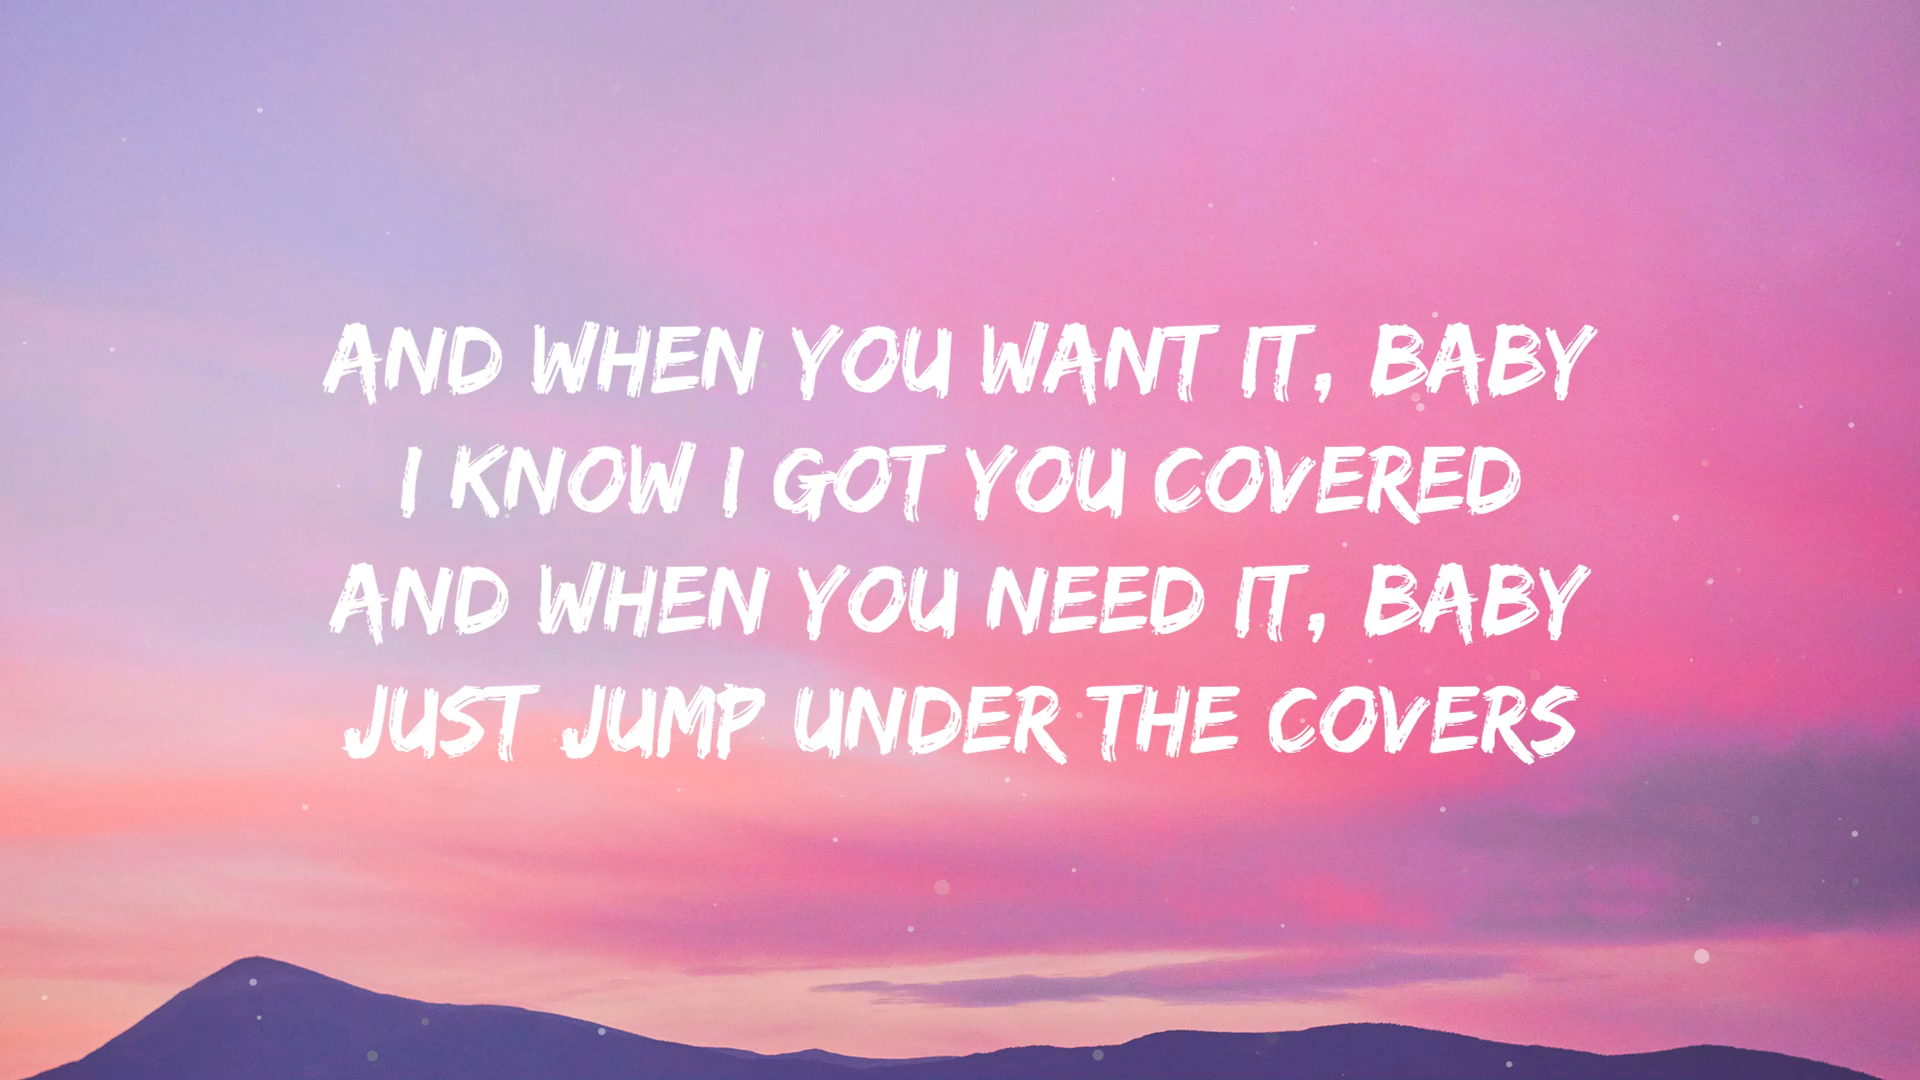 AND WHEN YOU WANT IT, BABY
I KNOW I GOT YOU COVERED
AND WHEN YOU NEED IT, BABY
JUST JUMP UNDER THE COVERS